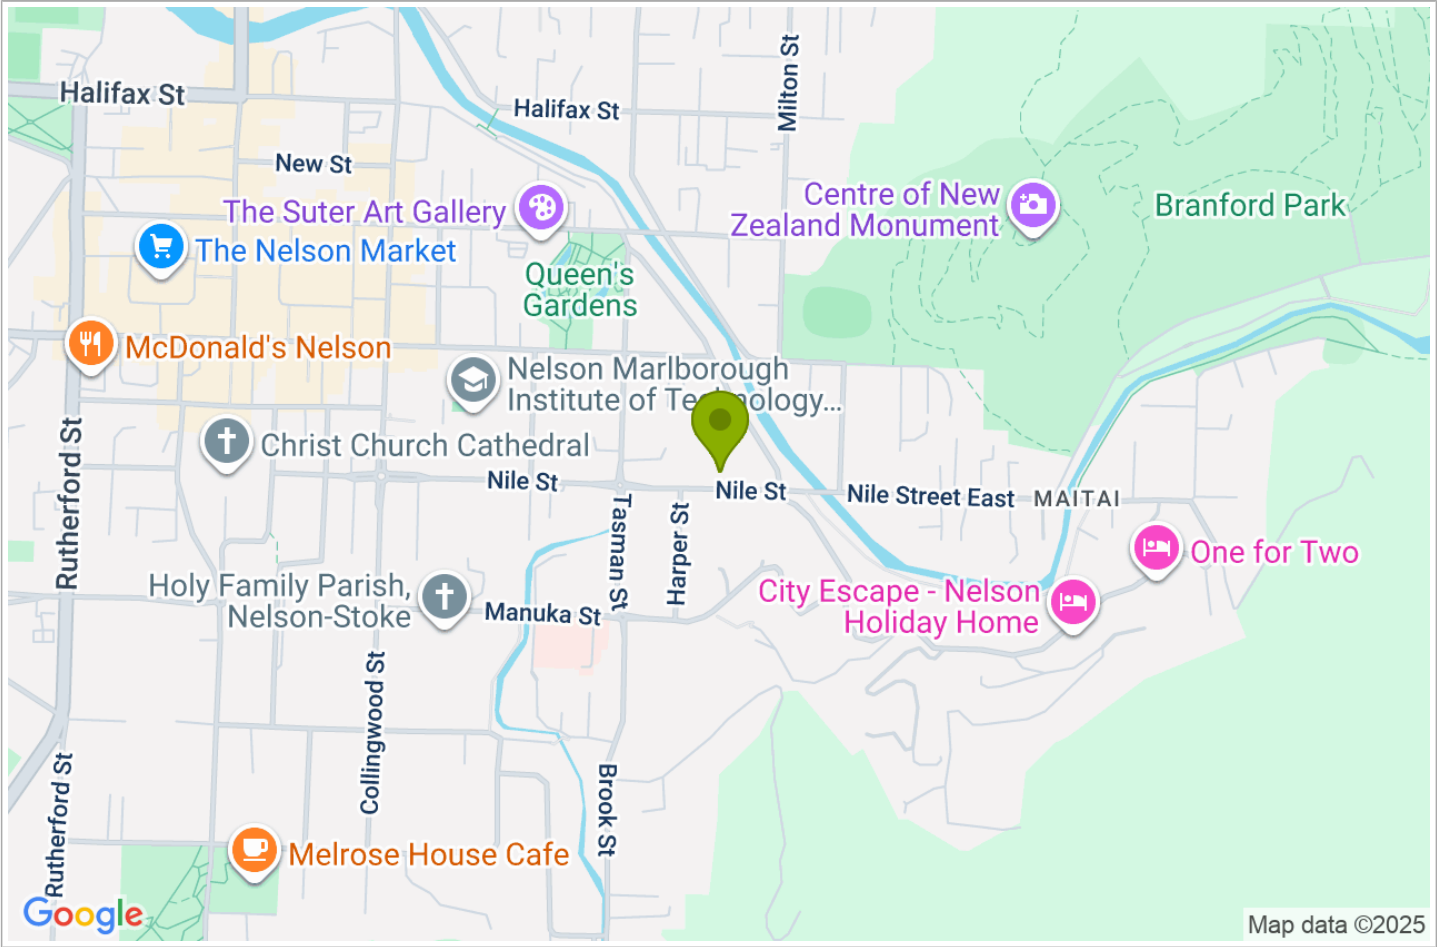 Halifax St
Halifax St
Milton St
New St
The Suter Art Gallery
Centre of New
Zealand Monument
Branford Park
The Nelson Market
Queen's
Gardens
McDonald's Nelson
Nelson Marlborough
Institute of Technology...
Christ Church Cathedral
Rutherford St
Nile St
Nile St
Nile Street East
MAITAI
Tasman St
Harper St
One for Two
Holy Family Parish,
Nelson-Stoke
Manuka St
City Escape - Nelson
Holiday Home
Collingwood St
Rutherford St
Brook St
Melrose House Cafe
Google
Map data ©2025